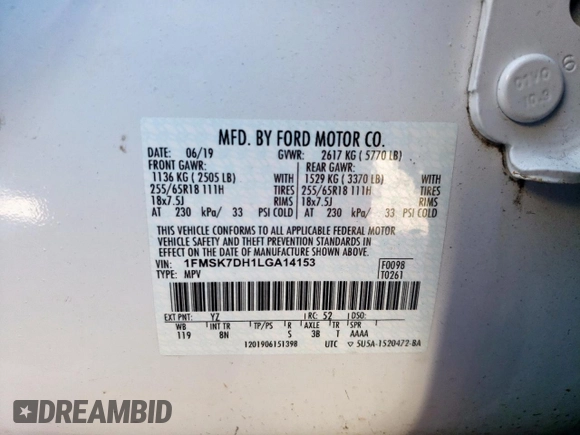 01/0
10.9
MFD. BY FORD MOTOR CO.
DATE: 06/19 GVWR: 2617 KG ( 5770 LB)
FRONT GAWR: REAR GAWR:
1136 KG ( 2505 LB) WITH 1529 KG ( 3370 LB) WITH
255/65R18 111H TIRES 255/65R18 111H TIRES
18x7.5J RIMS 18x7.5J RIMS
AT 230 kPa/ 33 PSI COLD AT 230 kPa/ 33 PSI COLD
THIS VEHICLE CONFORMS TO ALL APPLICABLE FEDERAL MOTOR
VEHICLE SAFETY AND THEFT PREVENTION STANDARDS IN
EFFECT ON THE DATE OF MANUFACTURE SHOWN ABOVE.
VIN: 1FMSK7DH1LGA14153 F0098
TYPE: MPV T0261
EXT PNT: YZ RC: 52 DSO:
WB INT TR TP/PS R AXLE TR SPR
119 8N S 3B T AAAA
1201906151398 UTC 5U5A-1520472-BA
DREAMBID